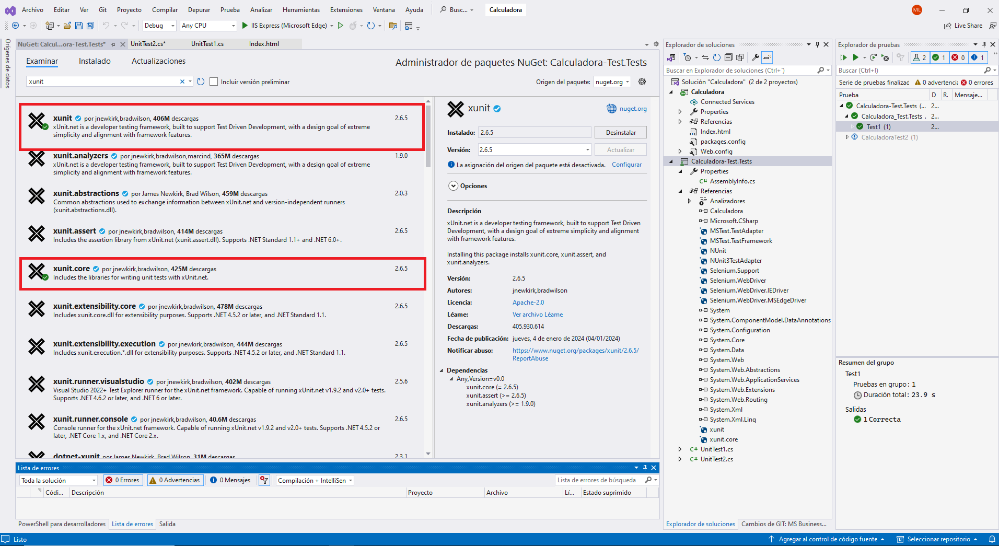 Archivo Editar Ver Git Proyecto Compilar Depurar Prueba Analizar Herramientas Extensiones Ventana Ayuda Busc... Calculadora
Debug Any CPU IIS Express (Microsoft Edge) Live Share
Orígenes de datos
NuGet: Calcul...ora-Test.Tests* UnitTest2.cs* UnitTest1.cs Index.html
Examinar Instalado Actualizaciones
Administrador de paquetes NuGet: Calculadora-Test.Tests
xunit
Incluir versión preliminar
Origen del paquete: nuget.org
xunit por jnewkirk,bradwilson, 406M descargas 2.6.5
xUnit.net is a developer testing framework, built to support Test Driven Development, with a design goal of extreme
simplicity and alignment with framework features.
xunit.analyzers por jnewkirk,bradwilson,marcind, 365M descargas 1.9.0
xUnit.net is a developer testing framework, built to support Test Driven Development, with a design goal of extreme
simplicity and alignment with framework features.
xunit.abstractions por James Newkirk, Brad Wilson, 459M descargas 2.0.3
Common abstractions used to exchange information between xUnit.net and version-independent runners
(xunit.abstractions.dll).
xunit.assert por jnewkirk,bradwilson, 414M descargas 2.6.5
Includes the assertion library from xUnit.net (xunit.assert.dll). Supports .NET Standard 1.1+ and .NET 6.0+.
xunit.core por jnewkirk,bradwilson, 425M descargas 2.6.5
Includes the libraries for writing unit tests with xUnit.net.
xunit.extensibility.core por jnewkirk,bradwilson, 478M descargas 2.6.5
Includes xunit.core.dll for extensibility purposes. Supports .NET 4.5.2 or later, and .NET Standard 1.1.
xunit.extensibility.execution por jnewkirk,bradwilson, 444M descargas 2.6.5
Includes xunit.execution.*.dll for extensibility purposes. Supports .NET 4.5.2 or later, and .NET Standard 1.1.
xunit.runner.visualstudio por jnewkirk,bradwilson, 402M descargas 2.5.6
Visual Studio 2022+ Test Explorer runner for the xUnit.net framework. Capable of running xUnit.net v1.9.2 and v2.0+ tests.
Supports .NET 4.6.2 or later, and .NET 6 or later.
xunit.runner.console por jnewkirk,bradwilson, 40.6M descargas 2.6.5
Console runner for the xUnit.net framework. Capable of running xUnit.net v1.9.2 and v2.0+ tests. Supports .NET 4.5.2 or
later, and .NET Core 1.x, and .NET Core 2.x.
dotnet-xunit por James Newkirk, Brad Wilson, 31M descargas 2.3.1
xunit nuget.org
Instalado: 2.6.5 Desinstalar
Versión: 2.6.5 Actualizar
La asignación del origen del paquete está desactivada. Configurar
Opciones
Descripción
xUnit.net is a developer testing framework, built to support Test Driven
Development, with a design goal of extreme simplicity and alignment
with framework features.
Installing this package installs xunit.core, xunit.assert, and
xunit.analyzers.
Versión: 2.6.5
Autores: jnewkirk,bradwilson
Licencia: Apache-2.0
Léame: Ver archivo Léame
Descargas: 405.930.614
Fecha de publicación: jueves, 4 de enero de 2024 (04/01/2024)
Notificar abuso: https://www.nuget.org/packages/xunit/2.6.5/
ReportAbuse
Dependencias
Any,Version=v0.0
xunit.core (= 2.6.5)
xunit.assert (>= 2.6.5)
xunit.analyzers (>= 1.9.0)
Explorador de soluciones
Buscar en Explorador de soluciones (Ctrl+´)
Solución "Calculadora" (2 de 2 proyectos)
Calculadora
Connected Services
Properties
Referencias
Index.html
packages.config
Web.config
Calculadora-Test.Tests
Properties
AssemblyInfo.cs
Referencias
Analizadores
Calculadora
Microsoft.CSharp
MSTest.TestAdapter
MSTest.TestFramework
NUnit
NUnit3TestAdapter
Selenium.Support
Selenium.WebDriver
Selenium.WebDriver.IEDriver
Selenium.WebDriver.MSEdgeDriver
System
System.ComponentModel.DataAnnotations
System.Configuration
System.Core
System.Data
System.Web
System.Web.Abstractions
System.Web.ApplicationServices
System.Web.Extensions
System.Web.Routing
System.Xml
System.Xml.Linq
xunit
xunit.core
UnitTest1.cs
UnitTest2.cs
Explorador de soluciones Cambios de GIT: MS Business...
Explorador de pruebas
2 1 0 1
Buscar (Ctrl+I)
Serie de pruebas finalizac 0 advertenci 0 errores
Prueba D R. Mensaje...
Calculadora-Test.Tests (2) 2...
Calculadora_Test.Tests (2) 2...
Test1 (1) 2...
CalculadoraTest2 (1)
Resumen del grupo
Test1
Pruebas en grupo: 1
Duración total: 23.9 s
Salidas
1 Correcta
Lista de errores
Toda la solución 0 Errores 0 Advertencias 0 Mensajes Compilación + IntelliSen Lista de errores de búsqueda
Códi... Descripción Proyecto Archivo Lí... Estado suprimido
PowerShell para desarrolladores Lista de errores Salida
Listo Agregar al control de código fuente Seleccionar repositorio